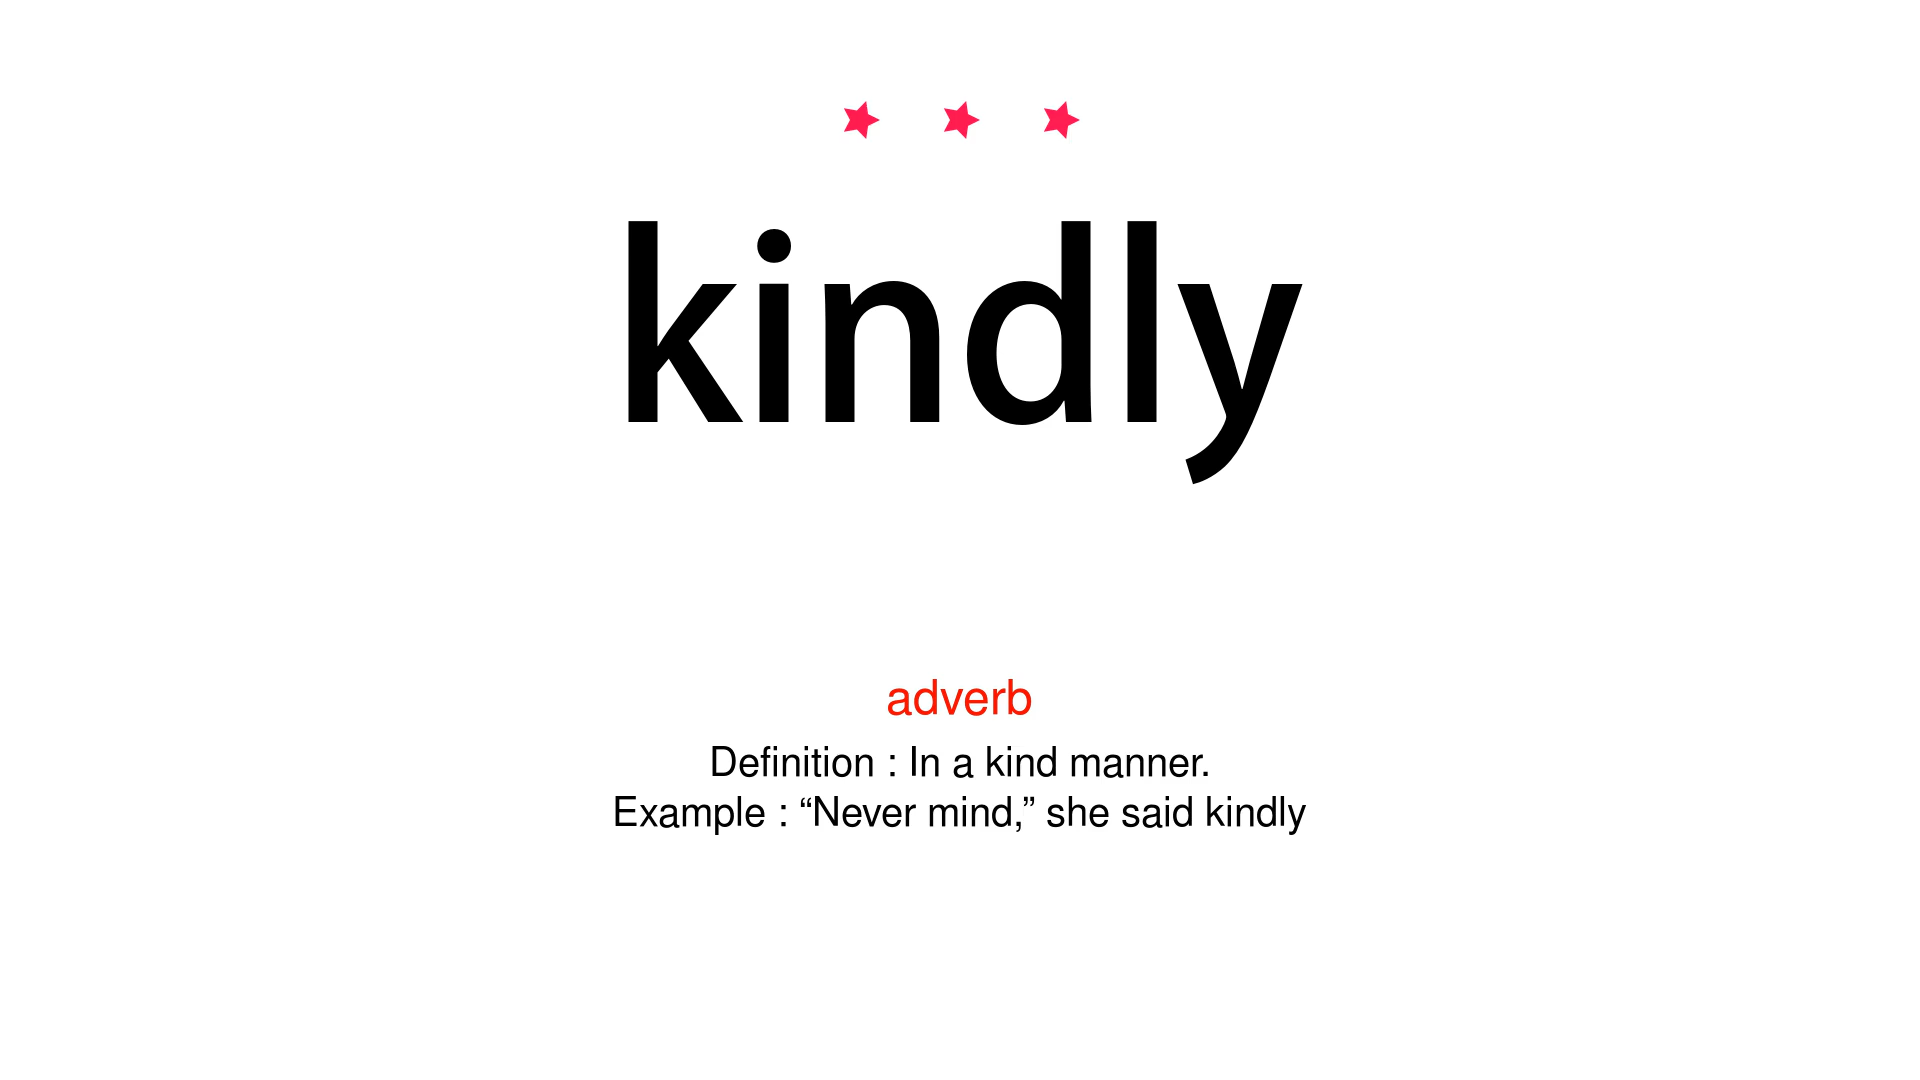 kindly
adverb
Definition : In a kind manner.
Example : “Never mind,” she said kindly